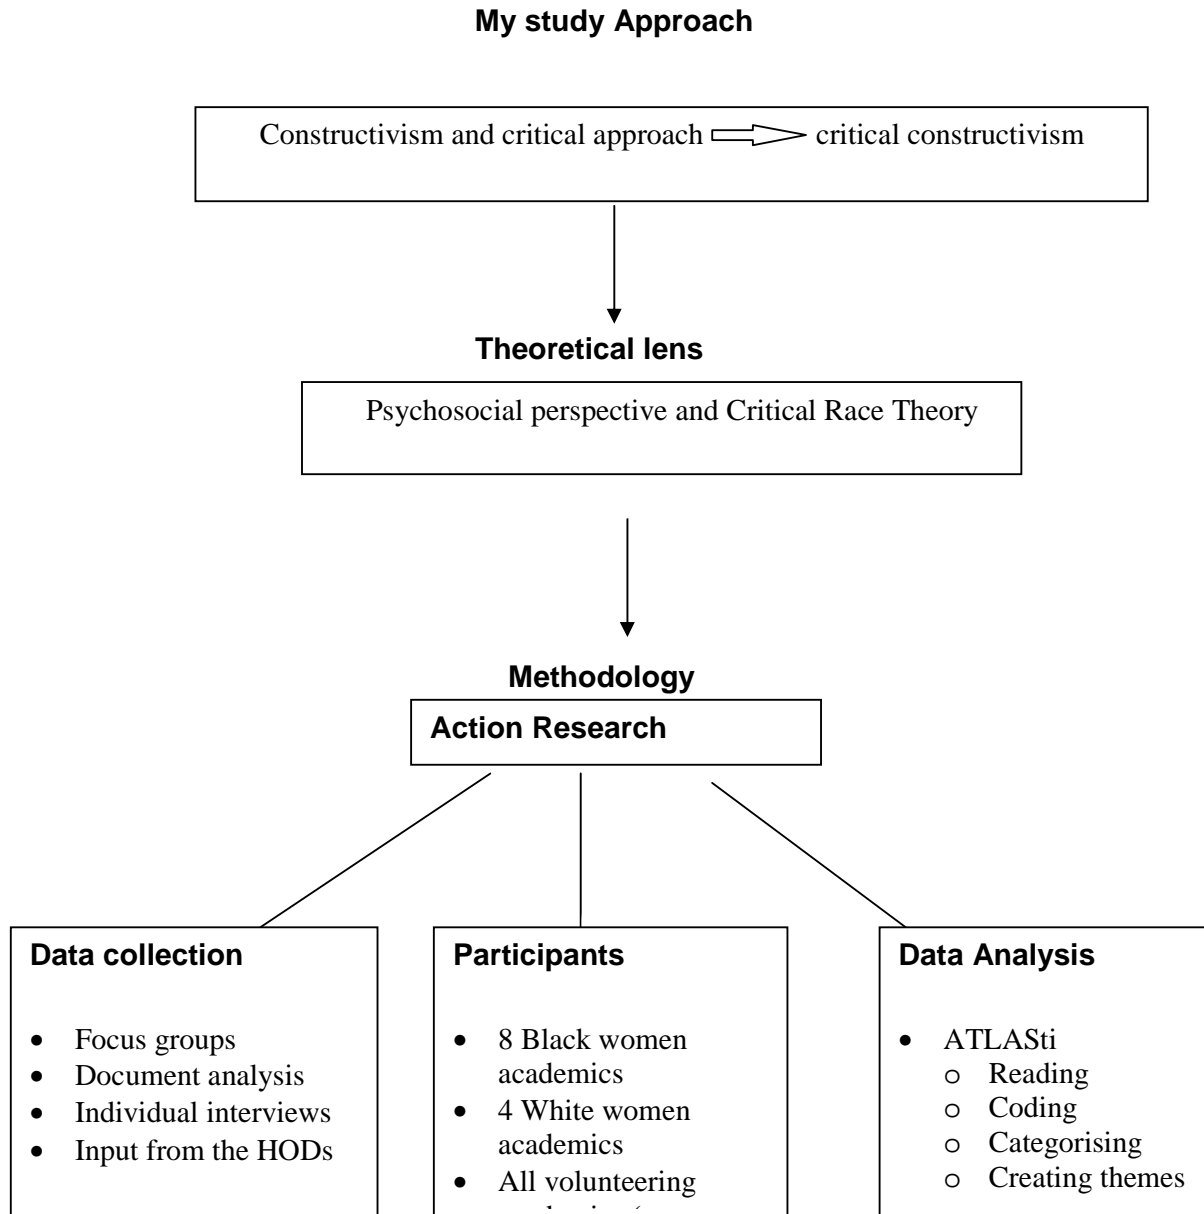 My study Approach
Constructivism and critical approach critical constructivism
Theoretical lens
Psychosocial perspective and Critical Race Theory
Methodology
Action Research
Data collection
• Focus groups
• Document analysis
• Individual interviews
• Input from the HODs
Participants
• 8 Black women
academics
• 4 White women
academics
• All volunteering
Data Analysis
• ATLASti
o Reading
o Coding
o Categorising
o Creating themes